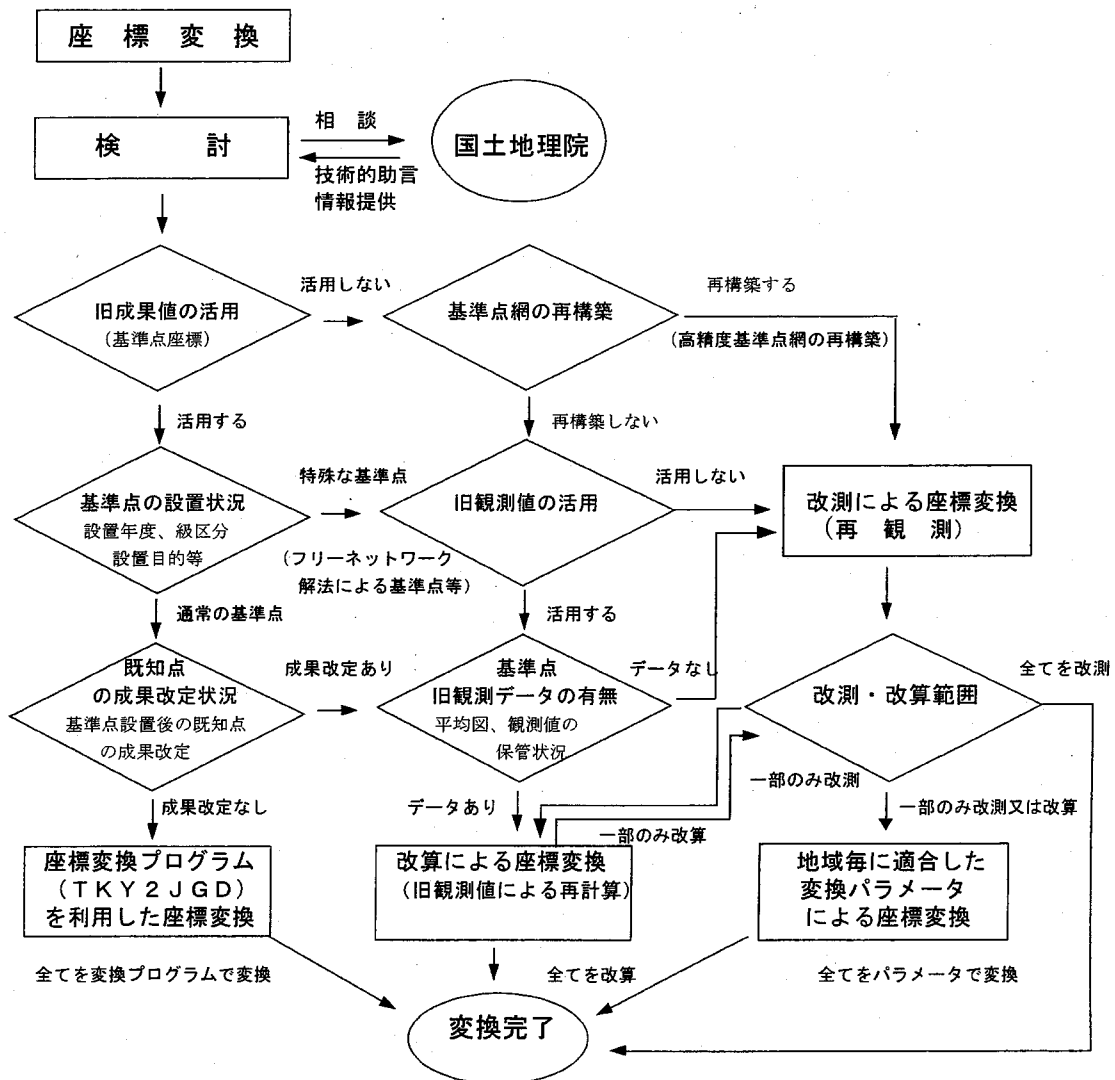 座標変換
検討
相談
技術的助言
情報提供
国土地理院
旧成果値の活用
(基準点座標)
活用しない
基準点網の再構築
再構築する
(高精度基準点網の再構築)
活用する
再構築しない
基準点の設置状況
設置年度、級区分
設置目的等
特殊な基準点
(フリーネットワーク
解法による基準点等)
旧観測値の活用
活用しない
改測による座標変換
(再観測)
通常の基準点
活用する
既知点
の成果改定状況
基準点設置後の既知点
の成果改定
成果改定あり
基準点
旧観測データの有無
平均図、観測値の
保管状況
データなし
改測・改算範囲
全てを改測
成果改定なし
データあり
一部のみ改算
一部のみ改測
一部のみ改測又は改算
座標変換プログラム
(TKY2JGD)
を利用した座標変換
改算による座標変換
(旧観測値による再計算)
地域毎に適合した
変換パラメータ
による座標変換
全てを変換プログラムで変換
全てを改算
全てをパラメータで変換
変換完了